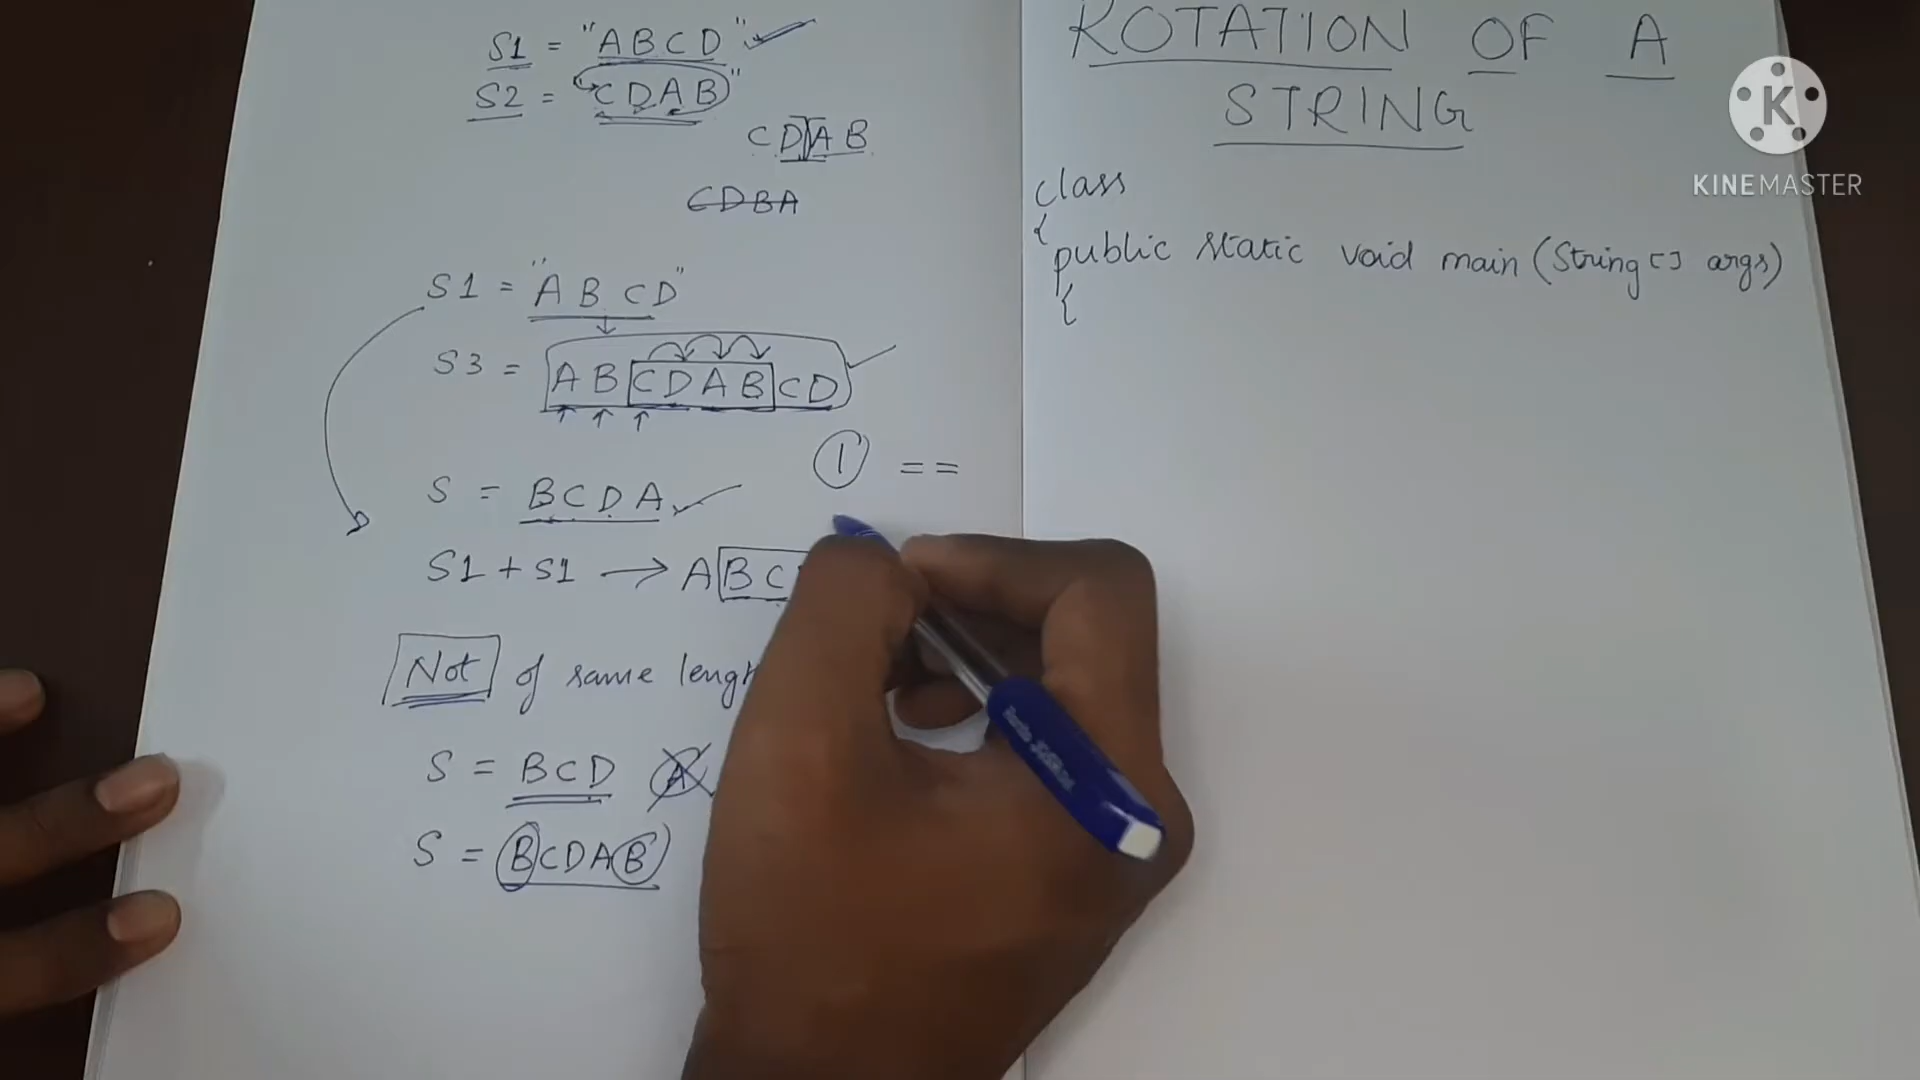 S1 = "ABCD"
S2 = "CDAB"
CDAB
CDBA
S1 = "ABCD"
S3 = ABCDABCD
① ==
S = BCDA
S1 + S1 → ABC
Not of same
S = BCD A
S = BCDAB
ROTATION OF A
STRING
class
{
public static void main (String [] args)
{
K
KINEMASTER